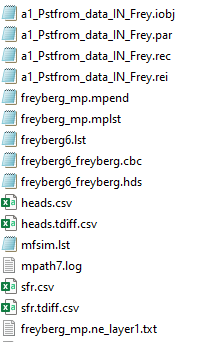 a1_Pstfrom_data_IN_Frey.iobj
a1_Pstfrom_data_IN_Frey.par
a1_Pstfrom_data_IN_Frey.rec
a1_Pstfrom_data_IN_Frey.rei
freyberg_mp.mpend
freyberg_mp.mplst
freyberg6.lst
freyberg6_freyberg.cbc
freyberg6_freyberg.hds
heads.csv
heads.tdiff.csv
mfsim.lst
mpath7.log
sfr.csv
sfr.tdiff.csv
freyberg_mp.ne_layer1.txt